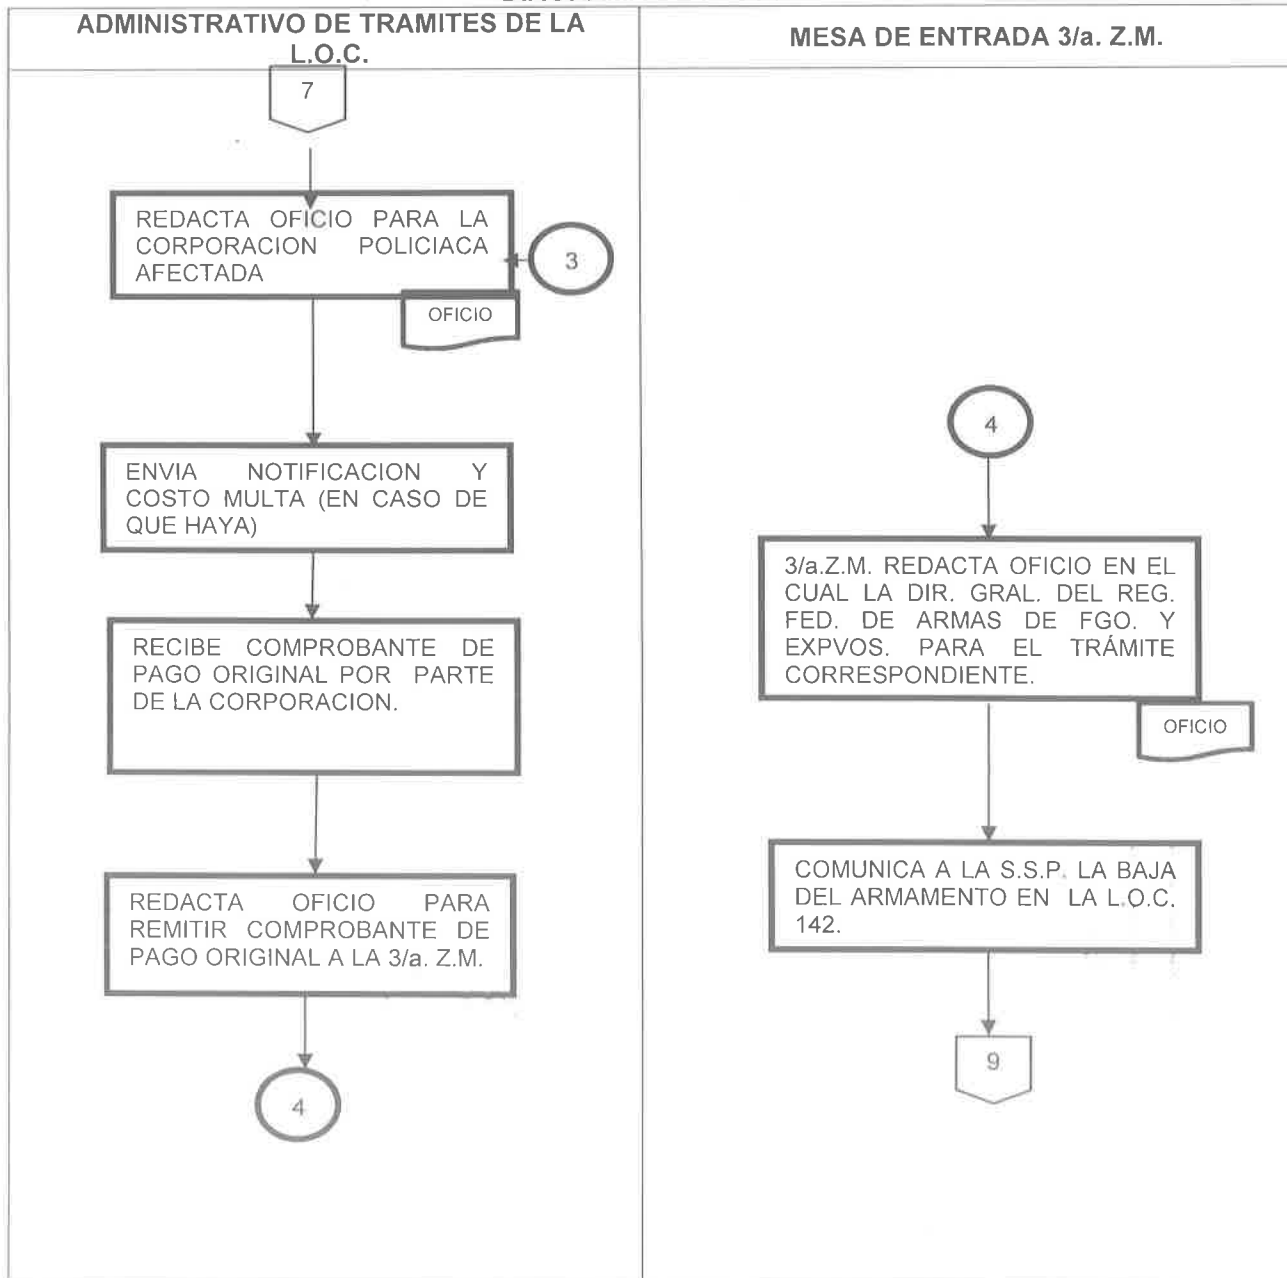 ADMINISTRATIVO DE TRAMITES DE LA
L.O.C.
MESA DE ENTRADA 3/a. Z.M.
7
REDACTA OFICIO PARA LA
CORPORACION POLICIACA
AFECTADA
3
OFICIO
ENVIA NOTIFICACION Y
COSTO MULTA (EN CASO DE
QUE HAYA)
RECIBE COMPROBANTE DE
PAGO ORIGINAL POR PARTE
DE LA CORPORACION.
REDACTA OFICIO PARA
REMITIR COMPROBANTE DE
PAGO ORIGINAL A LA 3/a. Z.M.
4
4
3/a.Z.M. REDACTA OFICIO EN EL
CUAL LA DIR. GRAL. DEL REG.
FED. DE ARMAS DE FGO. Y
EXPVOS. PARA EL TRÁMITE
CORRESPONDIENTE.
OFICIO
COMUNICA A LA S.S.P. LA BAJA
DEL ARMAMENTO EN LA L.O.C.
142.
9